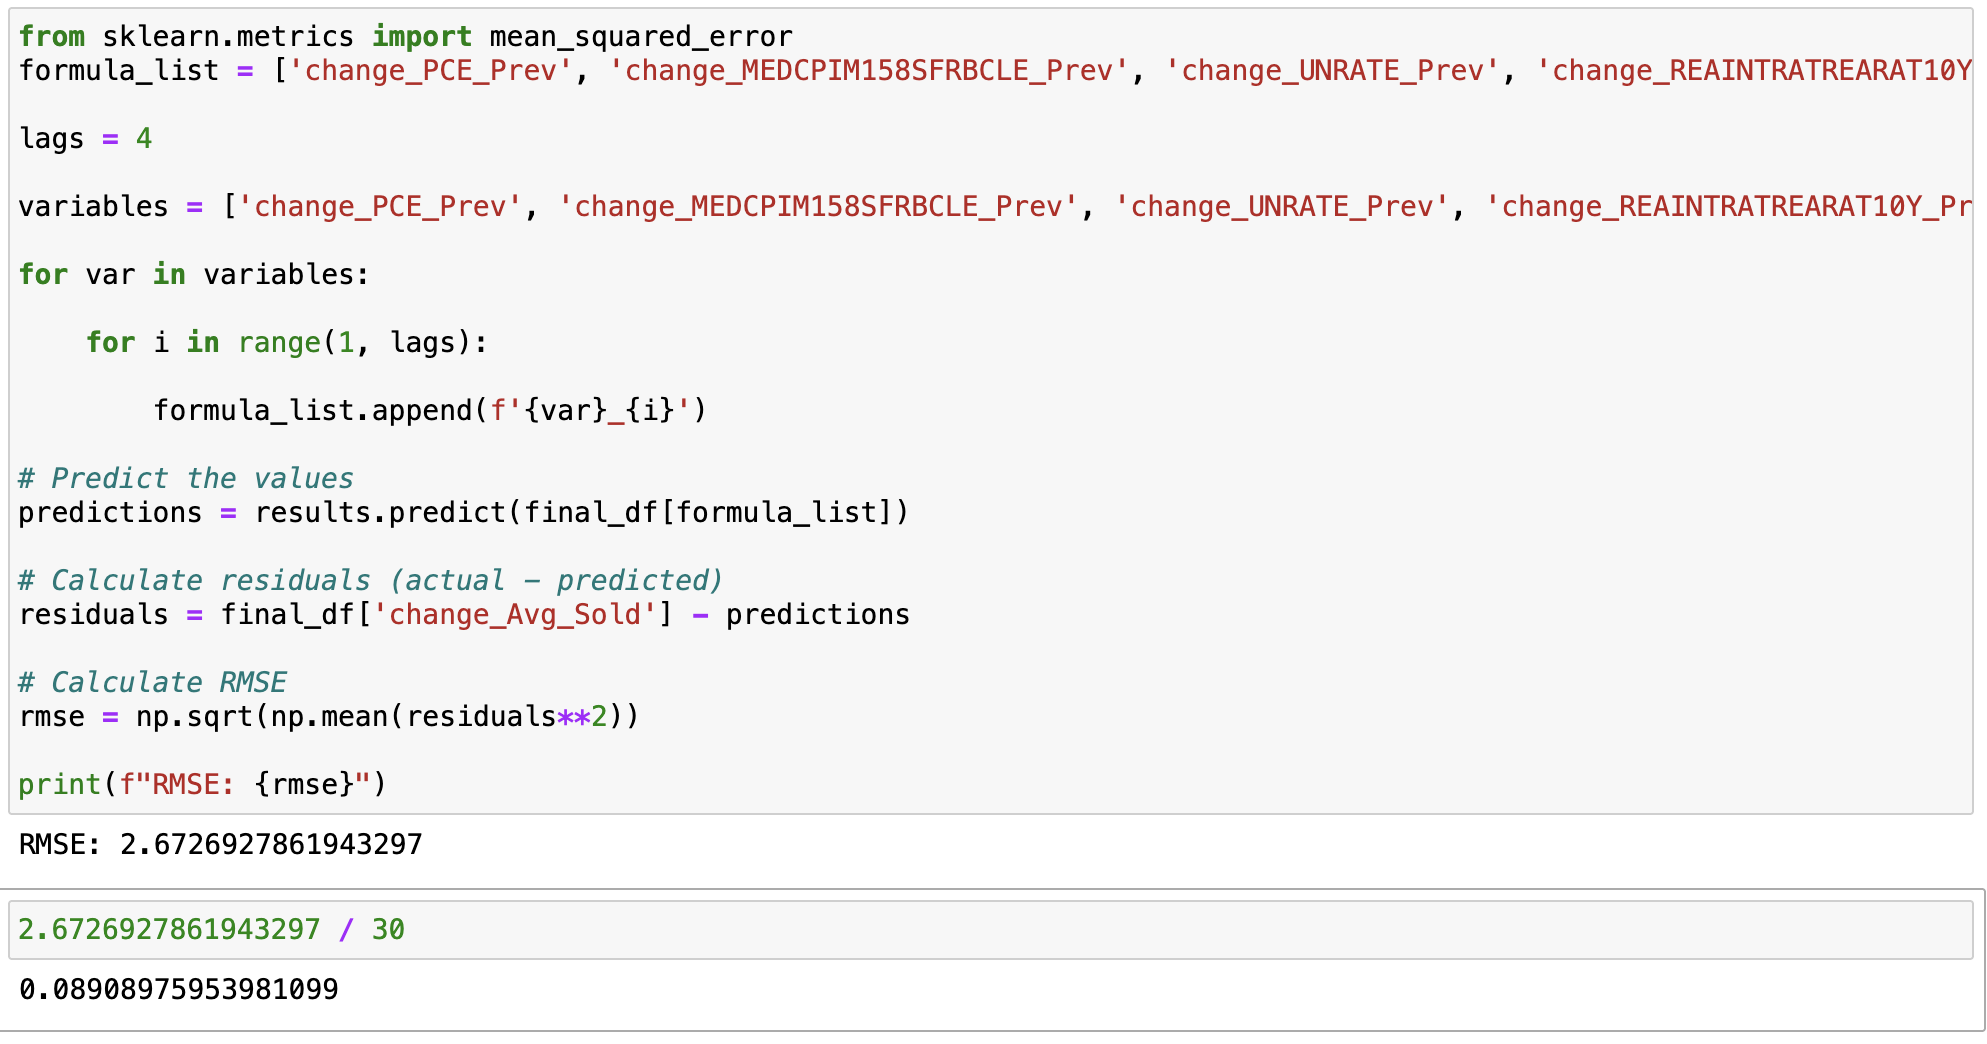 from sklearn.metrics import mean_squared_error
formula_list = ['change_PCE_Prev', 'change_MEDCPIM158SFRBCLE_Prev', 'change_UNRATE_Prev', 'change_REAINTRATREARAT10Y
lags = 4
variables = ['change_PCE_Prev', 'change_MEDCPIM158SFRBCLE_Prev', 'change_UNRATE_Prev', 'change_REAINTRATREARAT10Y_Pr
for var in variables:
for i in range(1, lags):
formula_list.append(f'{var}_{i}')
# Predict the values
predictions = results.predict(final_df[formula_list])
# Calculate residuals (actual - predicted)
residuals = final_df['change_Avg_Sold'] - predictions
# Calculate RMSE
rmse = np.sqrt(np.mean(residuals**2))
print(f"RMSE: {rmse}")
RMSE: 2.6726927861943297
2.6726927861943297 / 30
0.08908975953981099